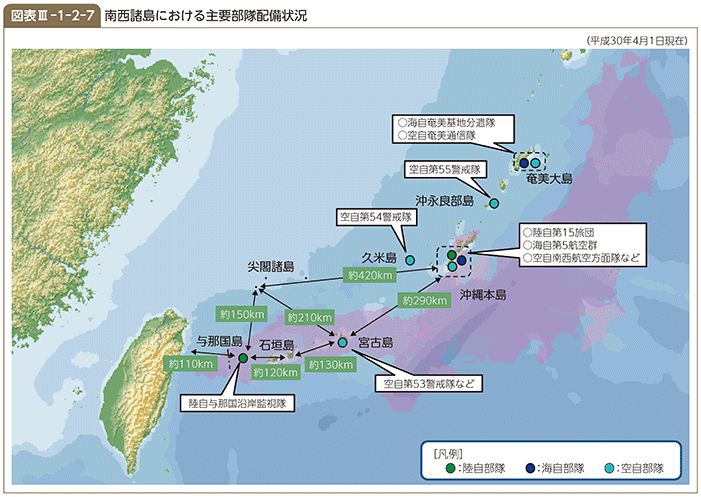 図表Ⅲ-1-2-7 南西諸島における主要部隊配備状況
（平成30年4月1日現在）
○海自奄美基地分遣隊
○空自奄美通信隊
奄美大島
空自第55警戒隊
沖永良部島
空自第54警戒隊
久米島
○陸自第15旅団
○海自第5航空群
○空自南西航空方面隊など
沖縄本島
尖閣諸島
約420km
約290km
約150km
約210km
与那国島
石垣島
宮古島
約110km
約120km
約130km
空自第53警戒隊など
陸自与那国沿岸監視隊
[凡例]
：陸自部隊 ：海自部隊 ：空自部隊